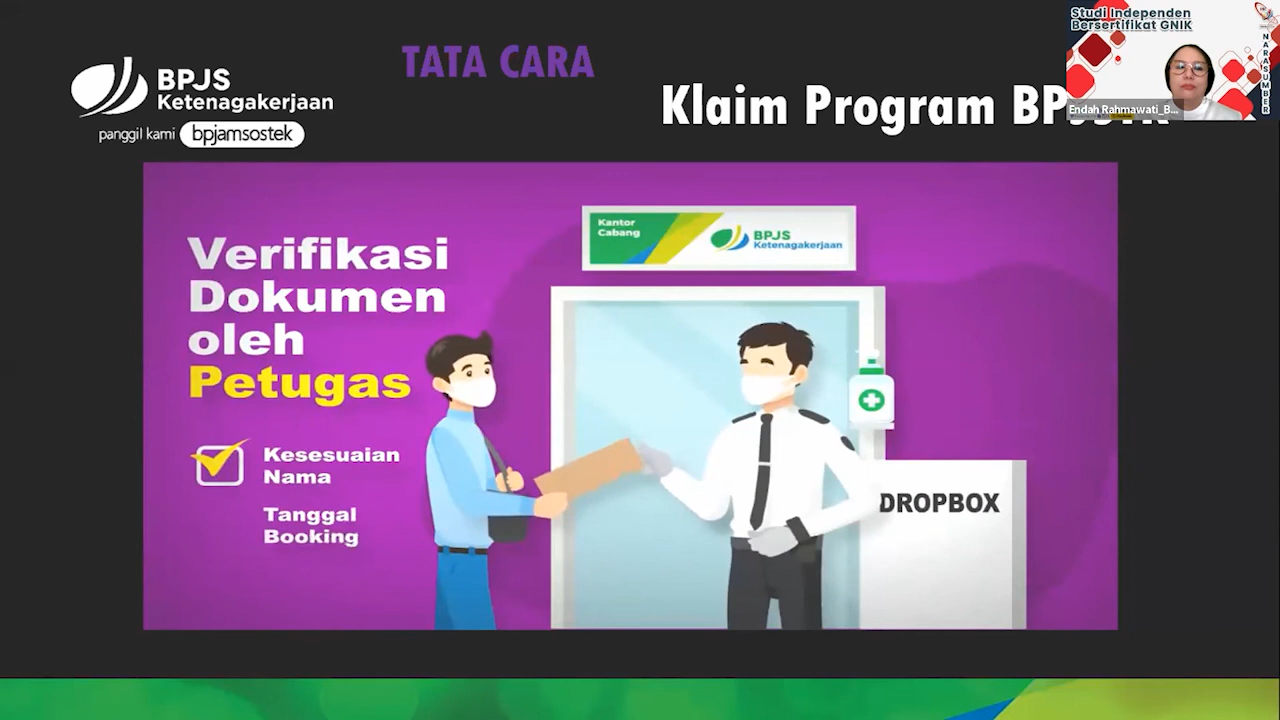 BPJS
Ketenagakerjaan
panggil kami bpjamsostek
TATA CARA
Klaim Program
Studi Independen
Bersertifikat GNIK
NARASUMBER
Endah Rahmawati_B...
Verifikasi
Dokumen
oleh
Petugas
Kesesuaian
Nama
Tanggal
Booking
Kantor
Cabang
BPJS
Ketenagakerjaan
DROPBOX